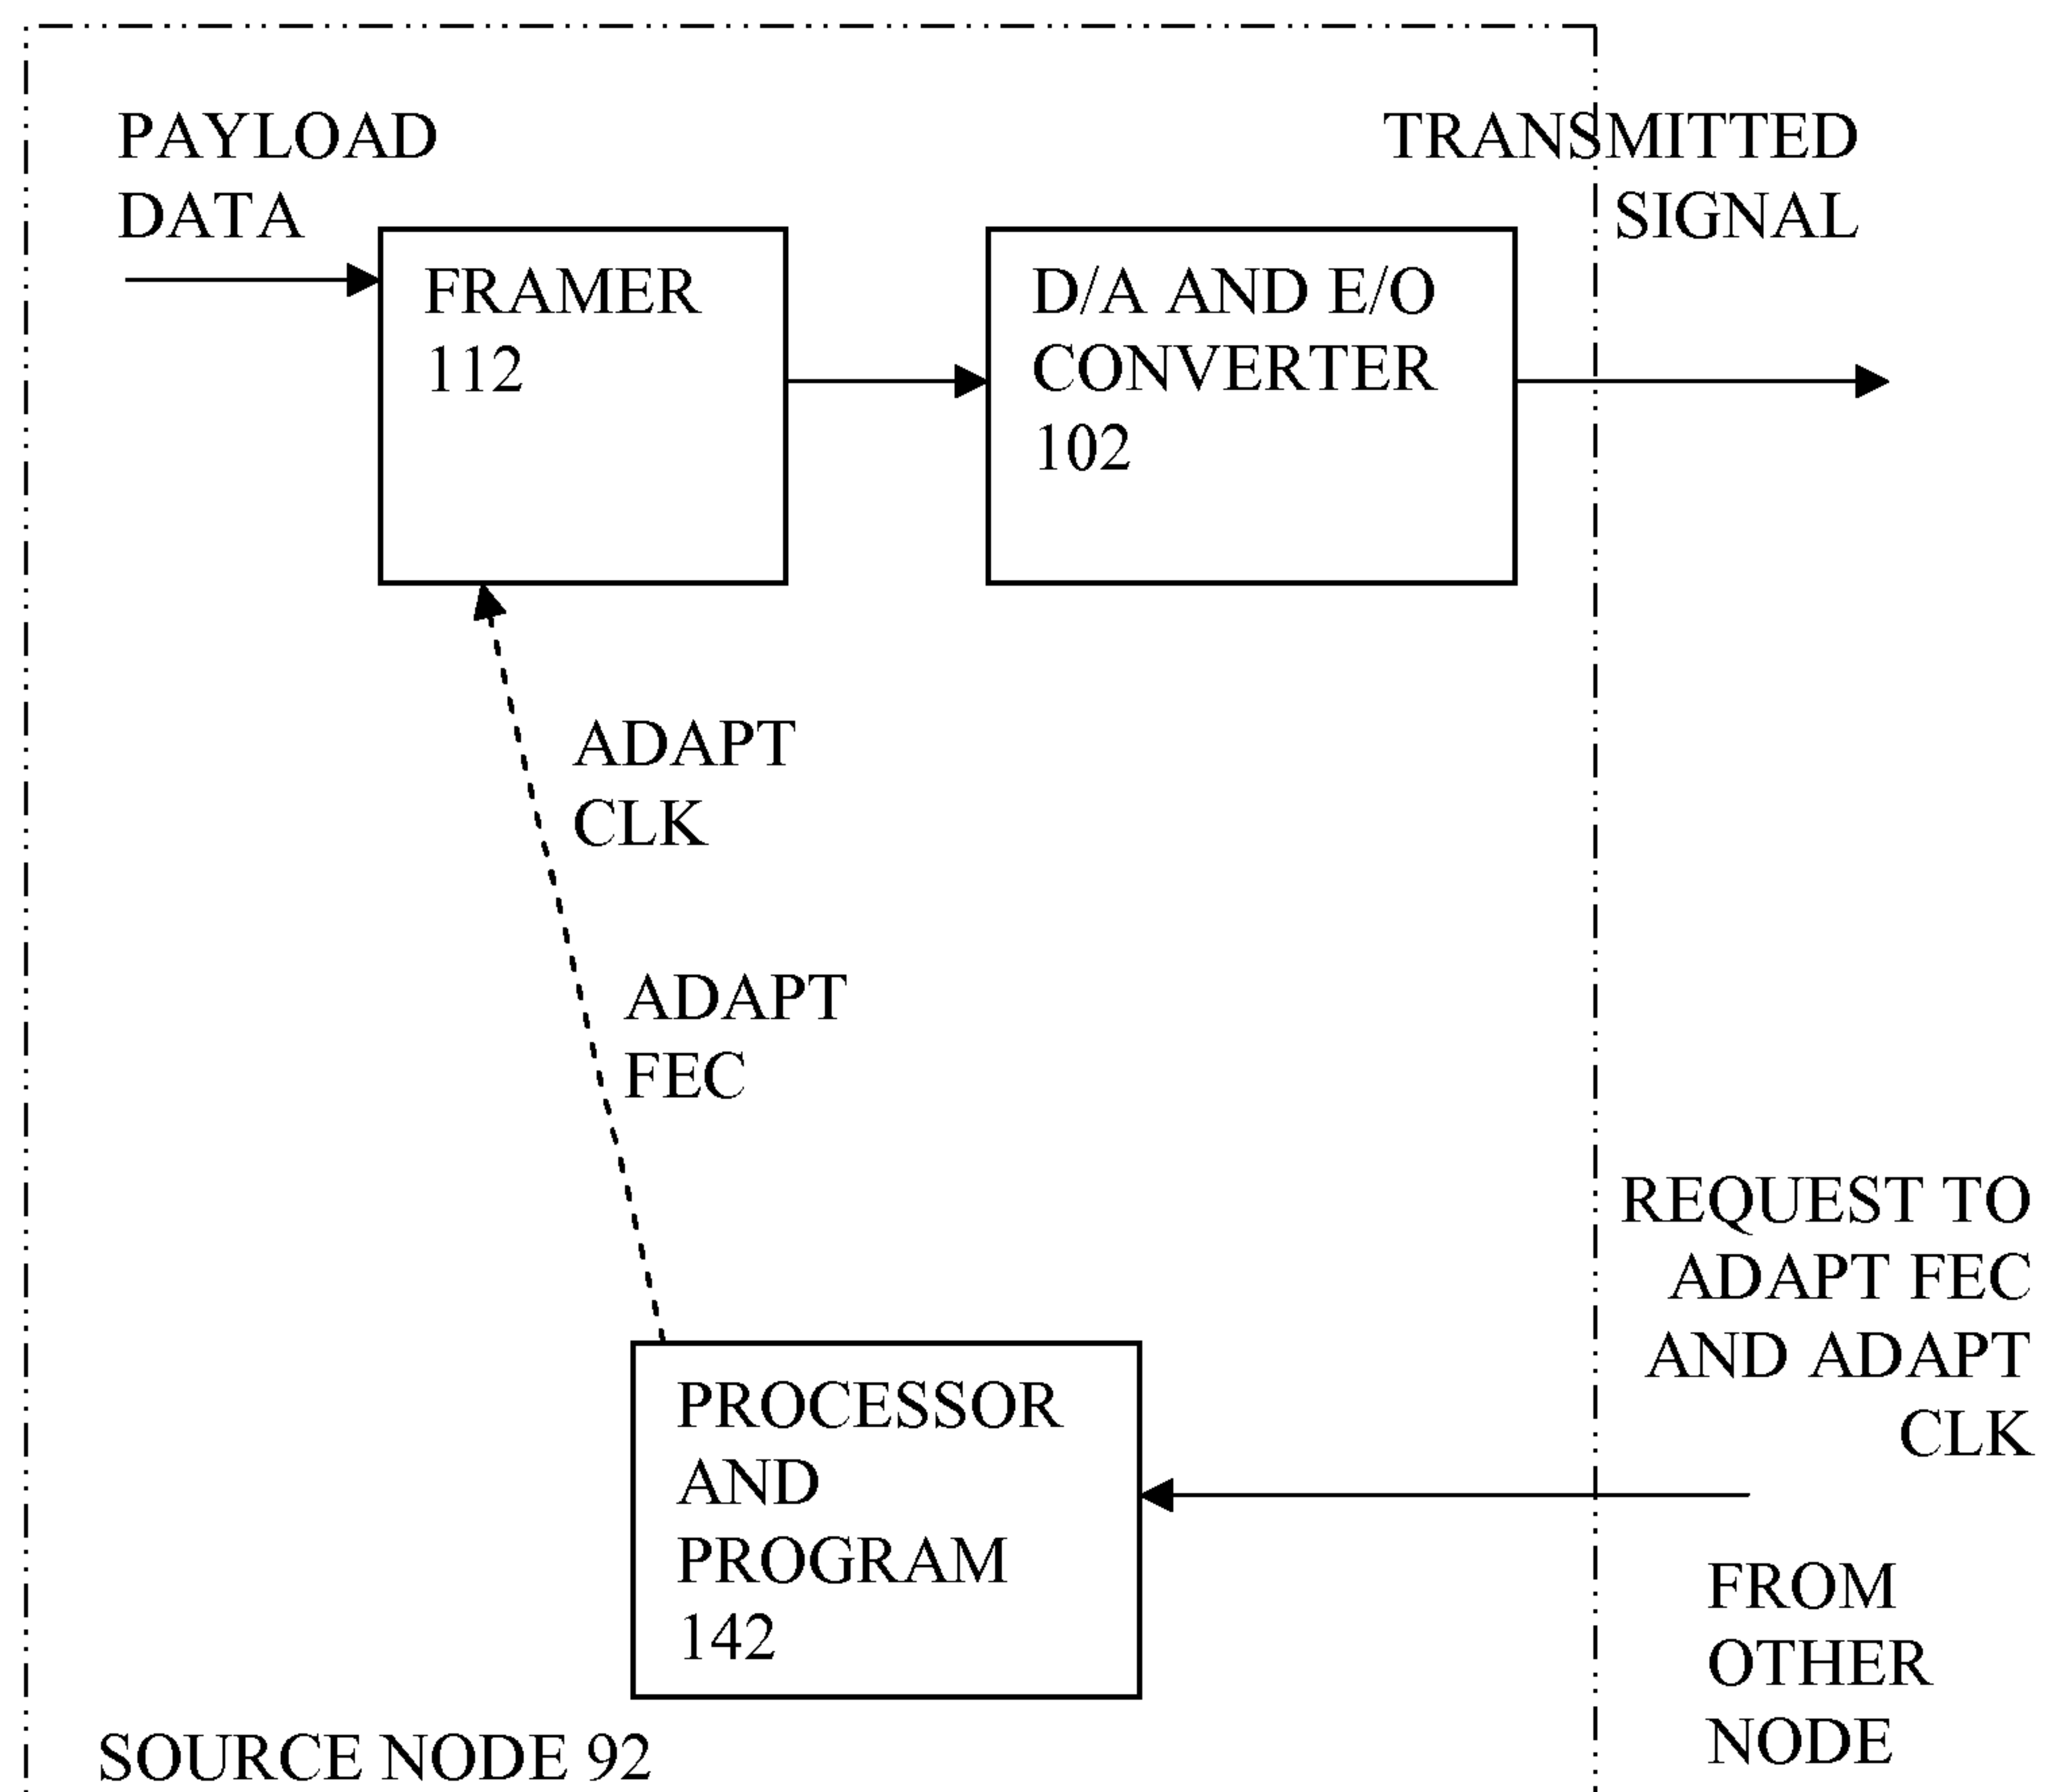 PAYLOAD
DATA
TRANSMITTED
SIGNAL
FRAMER
112
D/A AND E/O
CONVERTER
102
ADAPT
CLK
ADAPT
FEC
REQUEST TO
ADAPT FEC
AND ADAPT
CLK
PROCESSOR
AND
PROGRAM
142
FROM
OTHER
NODE
SOURCE NODE 92